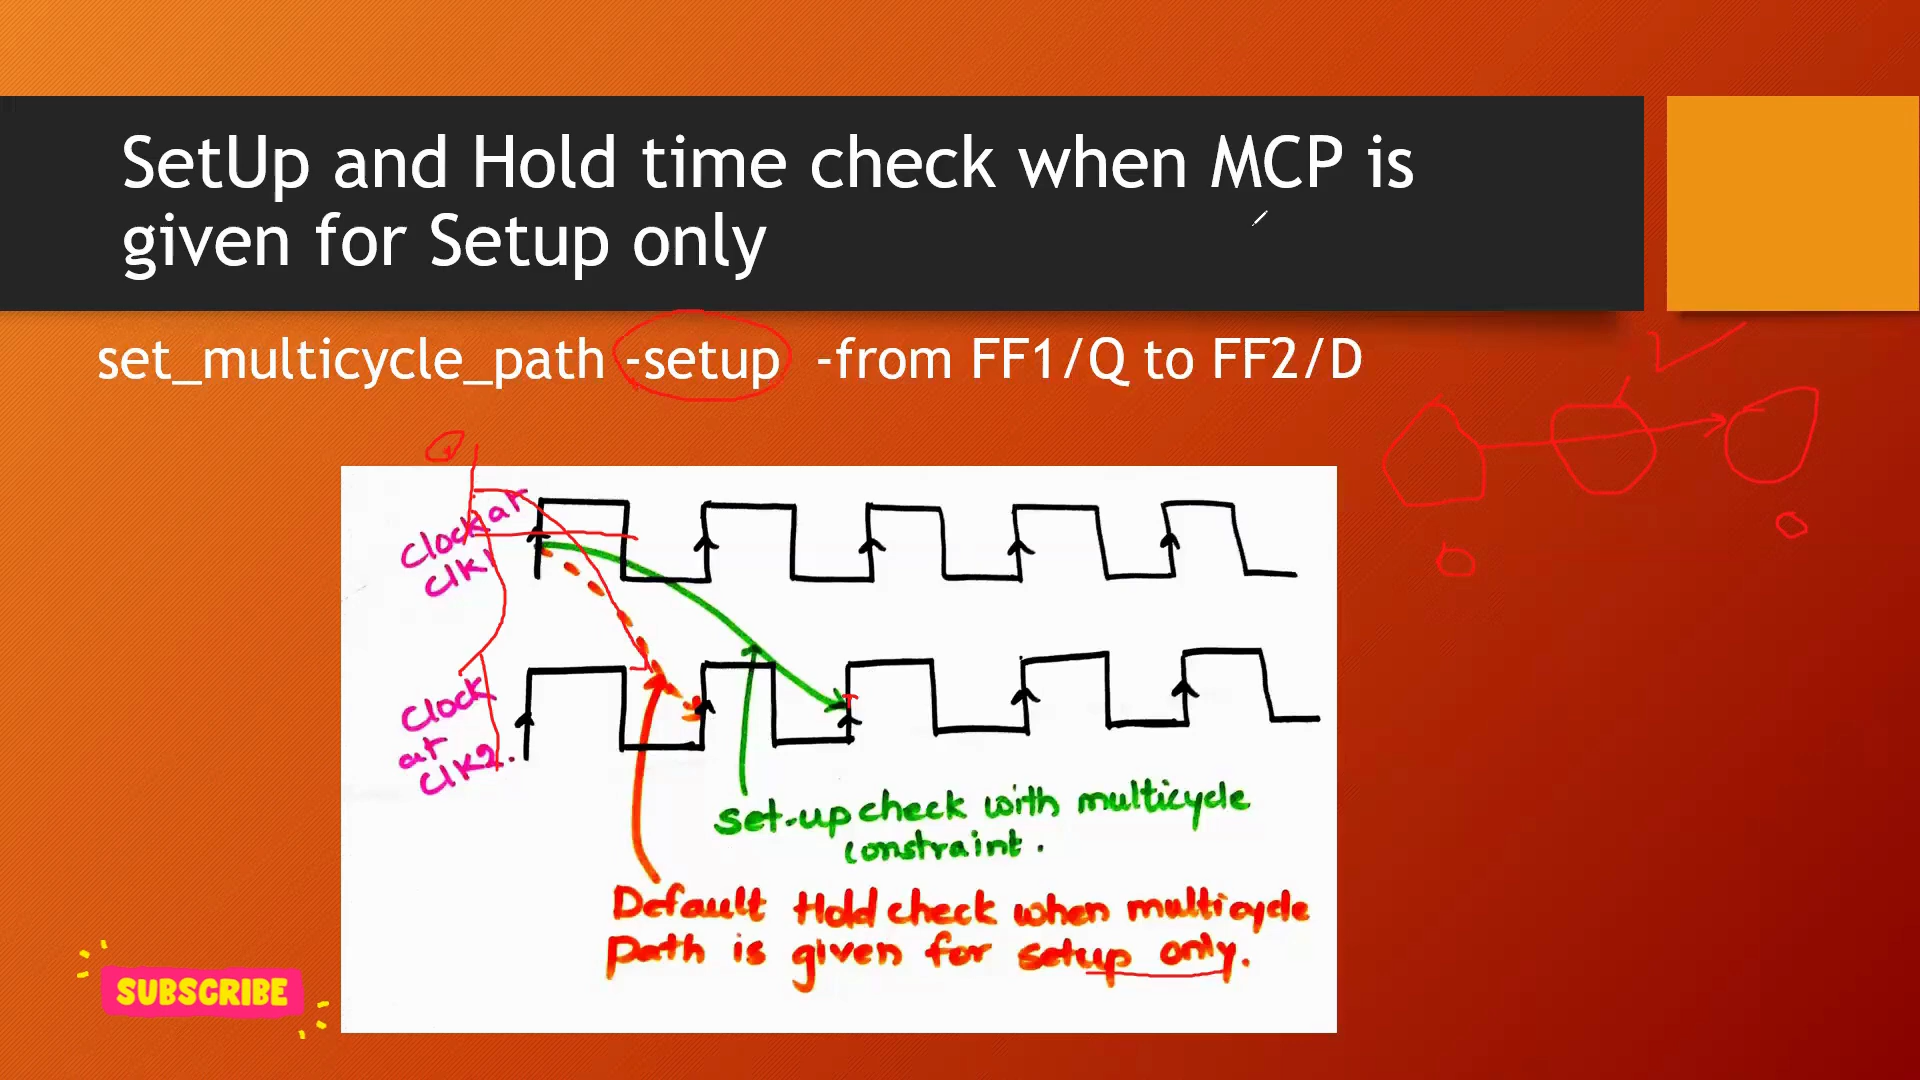 SetUp and Hold time check when MCP is
given for Setup only
set_multicycle_path -setup -from FF1/Q to FF2/D
Clock at
Clk1
Clock
at
Clk2.
set-up check with multicycle
constraint.
Default Hold check when multicycle
path is given for setup only.
SUBSCRIBE